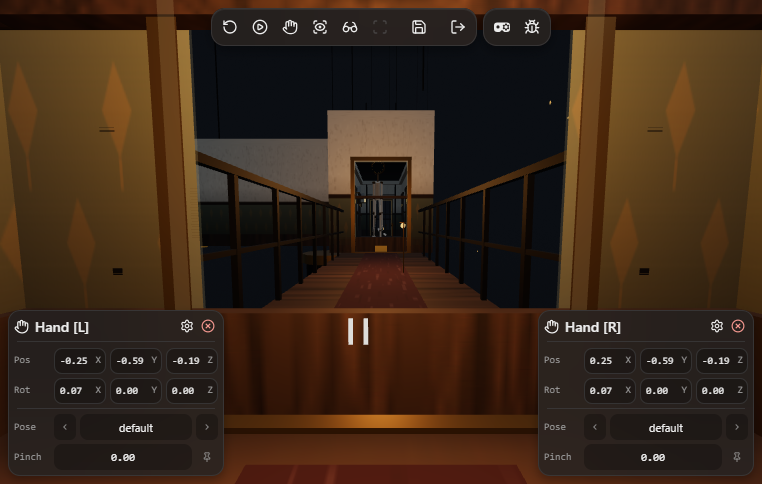 Hand [L]
Pos -0.25 X -0.59 Y -0.19 Z
Rot 0.07 X 0.00 Y 0.00 Z
Pose < default >
Pinch 0.00
Hand [R]
Pos 0.25 X -0.59 Y -0.19 Z
Rot 0.07 X 0.00 Y 0.00 Z
Pose < default >
Pinch 0.00